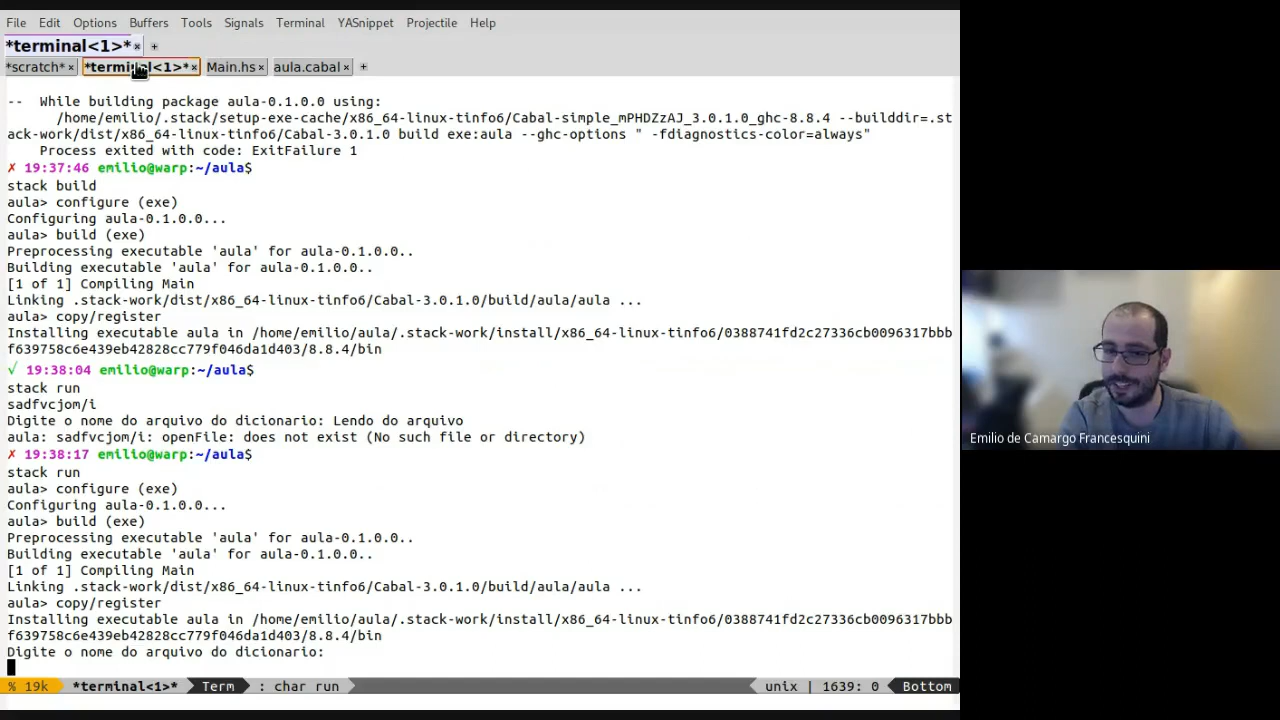 File Edit Options Buffers Tools Signals Terminal YASnippet Projectile Help
*terminal<1>* × +
*scratch* × *terminal<1>* × Main.hs × aula.cabal × +
-- While building package aula-0.1.0.0 using:
/home/emilio/.stack/setup-exe-cache/x86_64-linux-tinfo6/Cabal-simple_mPHDZzAJ_3.0.1.0_ghc-8.8.4 --builddir=.st
ack-work/dist/x86_64-linux-tinfo6/Cabal-3.0.1.0 build exe:aula --ghc-options " -fdiagnostics-color=always"
Process exited with code: ExitFailure 1
✗ 19:37:46 emilio@warp:~/aula$
stack build
aula> configure (exe)
Configuring aula-0.1.0.0...
aula> build (exe)
Preprocessing executable 'aula' for aula-0.1.0.0..
Building executable 'aula' for aula-0.1.0.0..
[1 of 1] Compiling Main
Linking .stack-work/dist/x86_64-linux-tinfo6/Cabal-3.0.1.0/build/aula/aula ...
aula> copy/register
Installing executable aula in /home/emilio/aula/.stack-work/install/x86_64-linux-tinfo6/0388741fd2c27336cb0096317bbb
f639758c6e439eb42828cc779f046da1d403/8.8.4/bin
√ 19:38:04 emilio@warp:~/aula$
stack run
sadfvcjom/i
Digite o nome do arquivo do dicionario: Lendo do arquivo
aula: sadfvcjom/i: openFile: does not exist (No such file or directory)
✗ 19:38:17 emilio@warp:~/aula$
stack run
aula> configure (exe)
Configuring aula-0.1.0.0...
aula> build (exe)
Preprocessing executable 'aula' for aula-0.1.0.0..
Building executable 'aula' for aula-0.1.0.0..
[1 of 1] Compiling Main
Linking .stack-work/dist/x86_64-linux-tinfo6/Cabal-3.0.1.0/build/aula/aula ...
aula> copy/register
Installing executable aula in /home/emilio/aula/.stack-work/install/x86_64-linux-tinfo6/0388741fd2c27336cb0096317bbb
f639758c6e439eb42828cc779f046da1d403/8.8.4/bin
Digite o nome do arquivo do dicionario:
% 19k *terminal<1>* Term : char run unix | 1639: 0 Bottom
Emilio de Camargo Francesquini